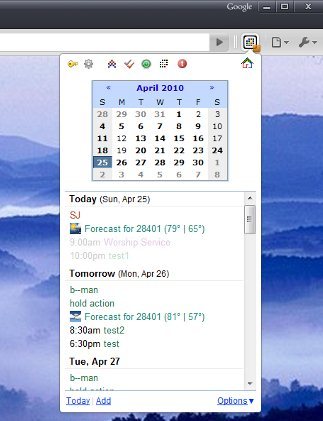 Google
« April 2010 »
S M T W T F S
28 29 30 31 1 2 3
4 5 6 7 8 9 10
11 12 13 14 15 16 17
18 19 20 21 22 23 24
25 26 27 28 29 30 1
2 3 4 5 6 7 8
Today (Sun, Apr 25)
SJ
Forecast for 28401 (79° | 65°)
9:00am Worship Service
10:00pm test1
Tomorrow (Mon, Apr 26)
b--man
hold action
Forecast for 28401 (81° | 57°)
8:30am test2
6:30pm test
Tue, Apr 27
b--man
hold action
Today Add Options▼